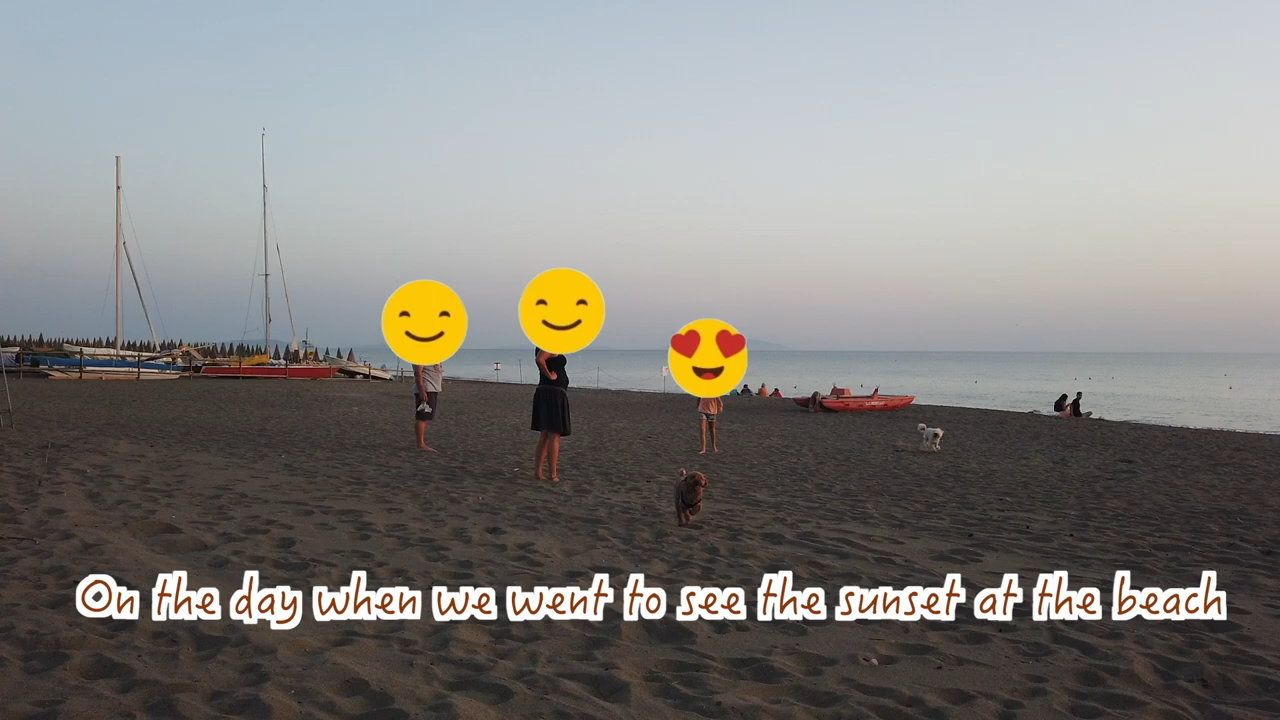 On the day when we went to see the sunset at the beach